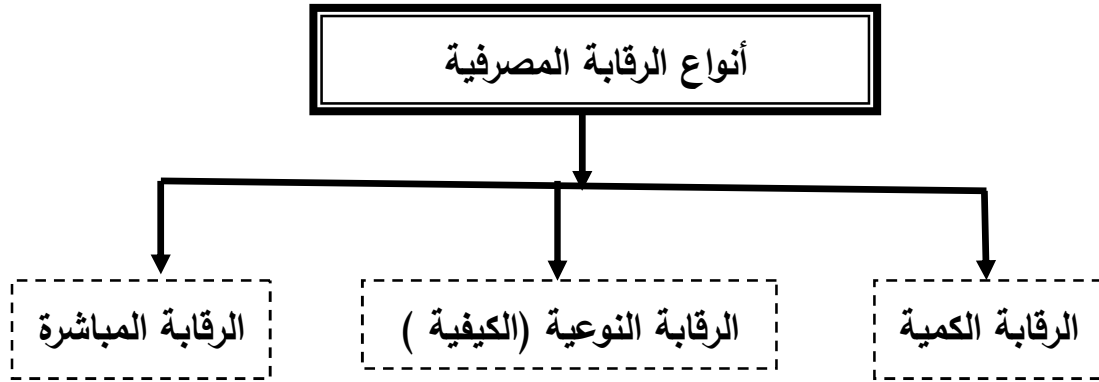 أنواع الرقابة المصرفية
الرقابة الكمية
الرقابة النوعية (الكيفية )
الرقابة المباشرة